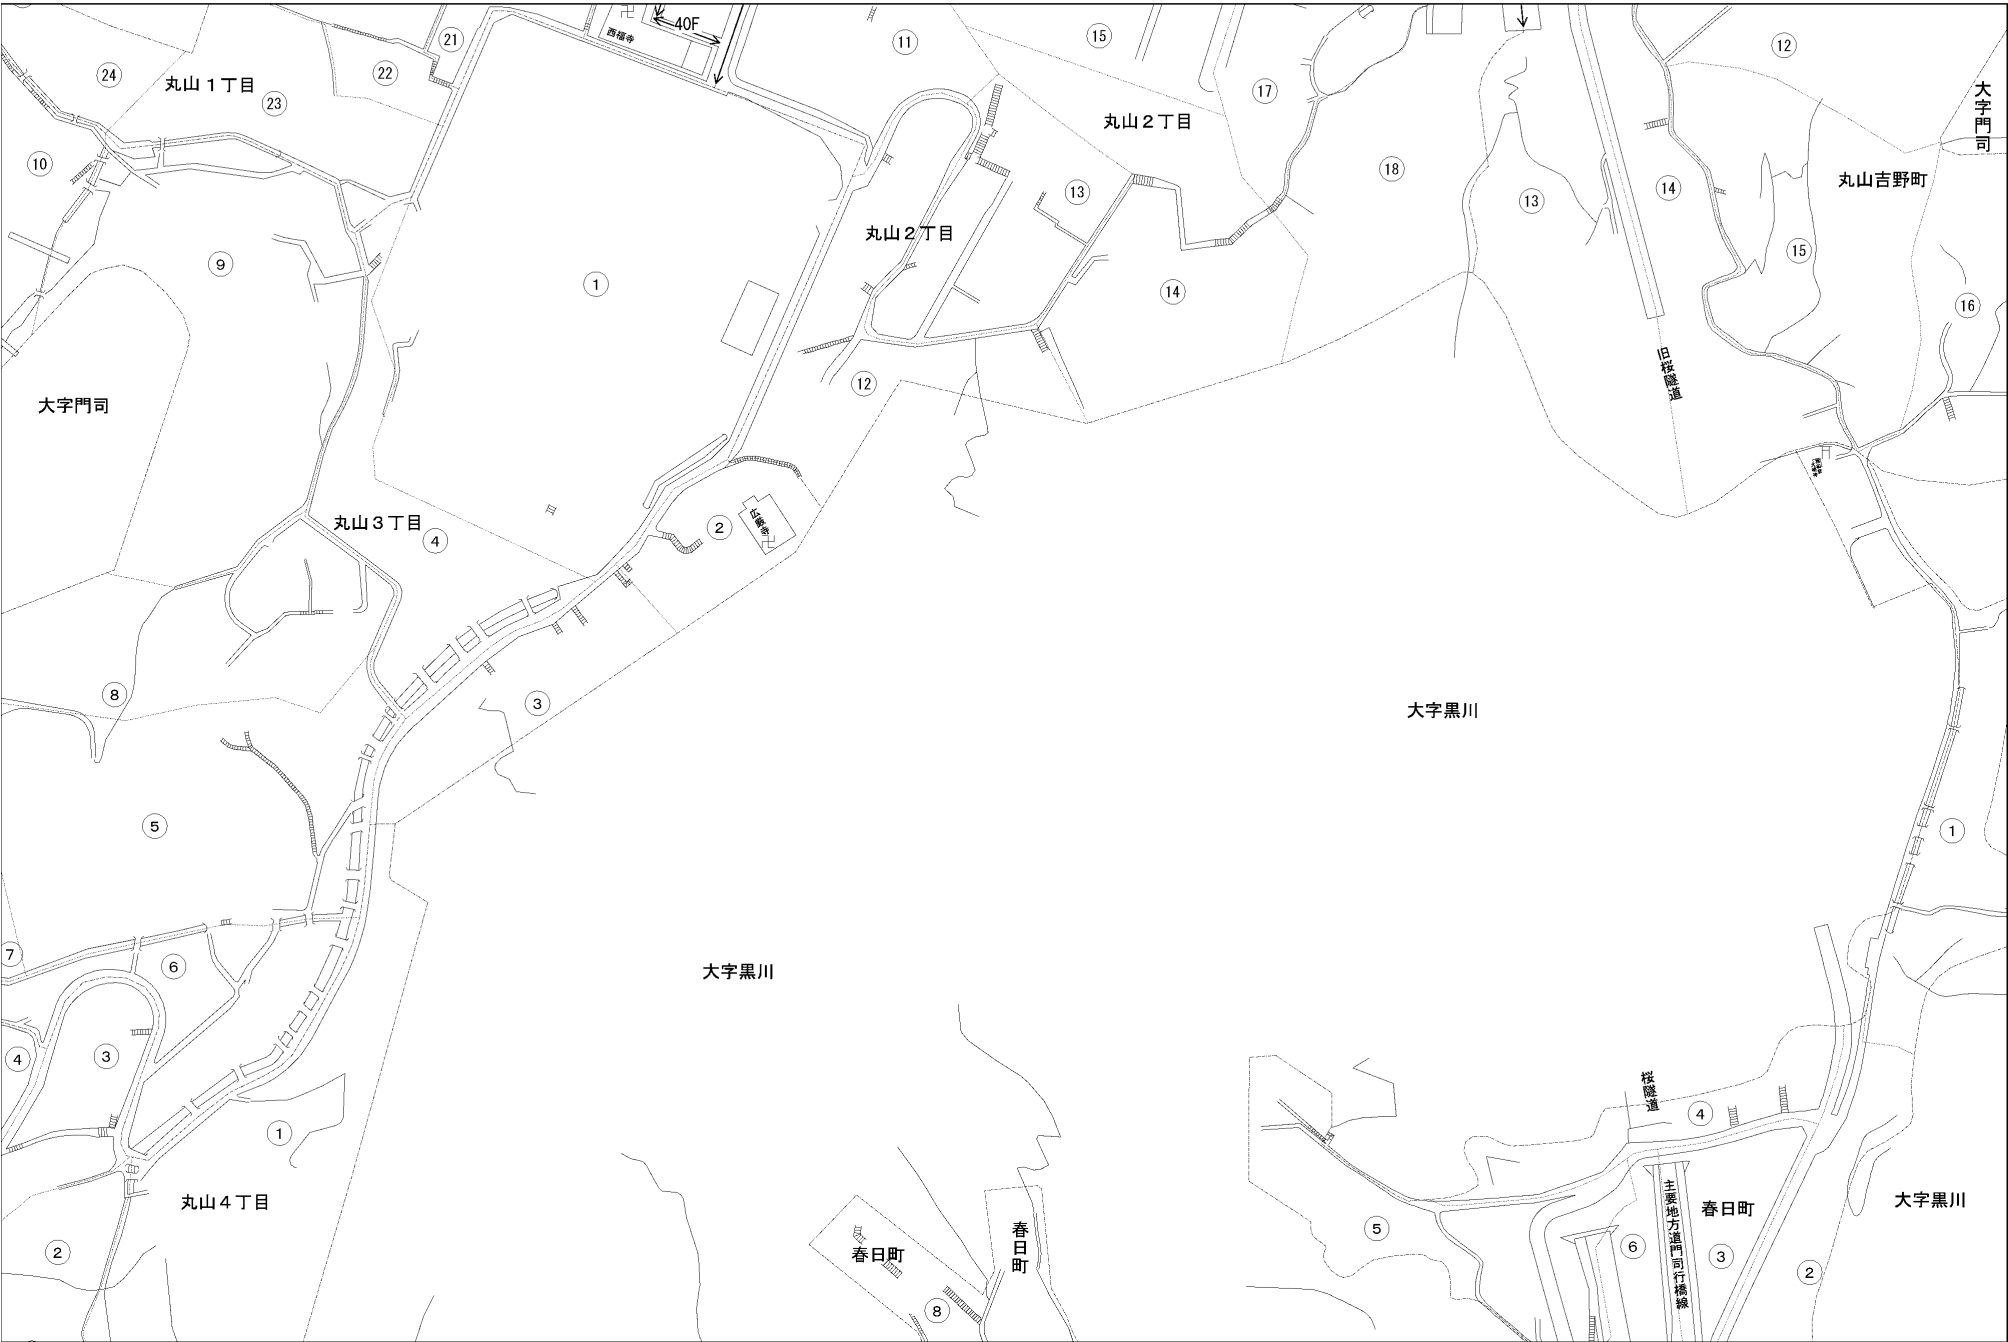 西福寺
40F
21
11
15
12
24
22
丸山1丁目
23
17
大字門司
丸山2丁目
10
18
13
14
13
丸山吉野町
丸山2丁目
9
15
1
14
16
旧桜隧道
12
大字門司
丸山3丁目
4
2
広厳寺
8
3
大字黒川
5
1
7
6
大字黒川
4
3
桜隧道
4
1
丸山4丁目
春日町
大字黒川
主要地方道門司行橋線
5
2
春日町
春日町
6
3
2
8